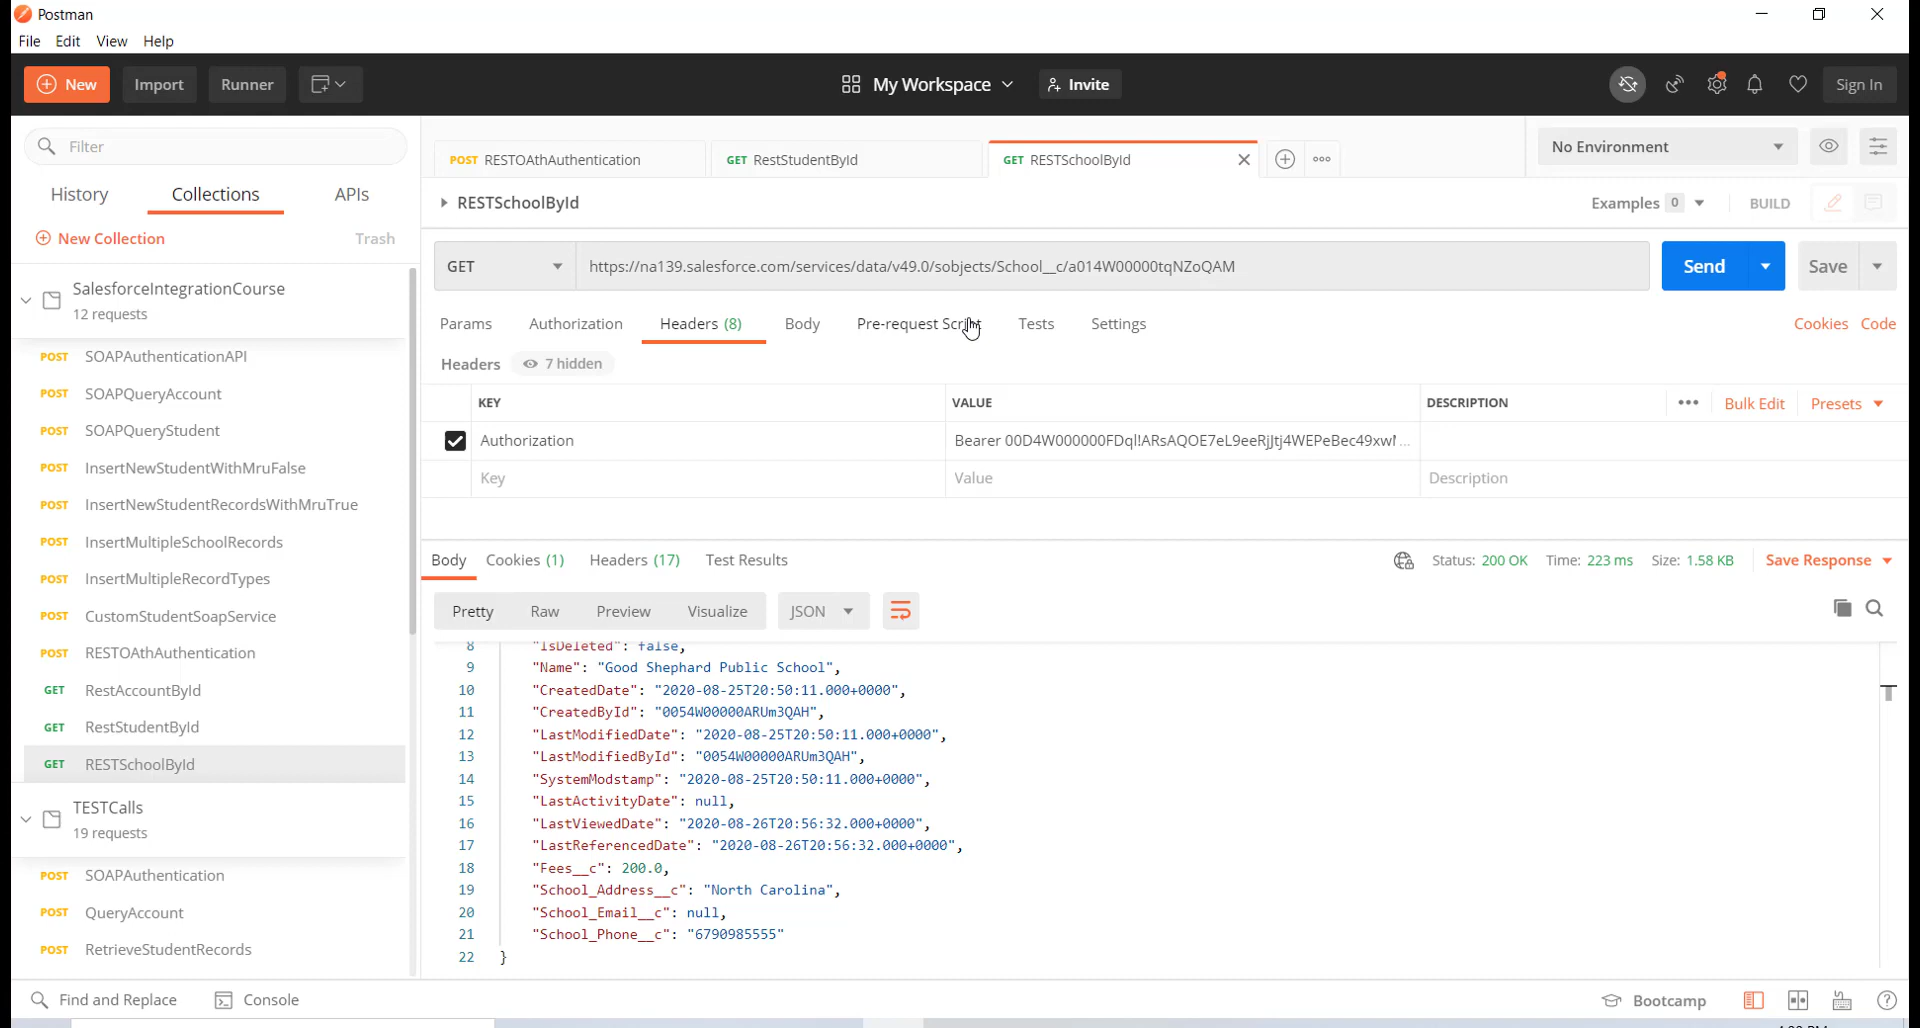 Postman
File Edit View Help
New Import Runner My Workspace Invite Sign In
Filter
History Collections APIs
New Collection Trash
SalesforceIntegrationCourse
12 requests
POST SOAPAuthenticationAPI
POST SOAPQueryAccount
POST SOAPQueryStudent
POST InsertNewStudentWithMruFalse
POST InsertNewStudentRecordsWithMruTrue
POST InsertMultipleSchoolRecords
POST InsertMultipleRecordTypes
POST CustomStudentSoapService
POST RESTOAthAuthentication
GET RestAccountById
GET RestStudentById
GET RESTSchoolById
TESTCalls
19 requests
POST SOAPAuthentication
POST QueryAccount
POST RetrieveStudentRecords
POST RESTOAthAuthentication GET RestStudentById GET RESTSchoolById No Environment
RESTSchoolById Examples 0 BUILD
GET https://na139.salesforce.com/services/data/v49.0/sobjects/School__c/a014W00000tqNZoQAM Send Save
Params Authorization Headers (8) Body Pre-request Script Tests Settings Cookies Code
Headers 7 hidden
KEY VALUE DESCRIPTION Bulk Edit Presets
Authorization Bearer 00D4W000000FDql!ARsAQOE7eL9eeRjJtj4WEPeBec49xw ...
Key Value Description
Body Cookies (1) Headers (17) Test Results Status: 200 OK Time: 223 ms Size: 1.58 KB Save Response
Pretty Raw Preview Visualize JSON
8 "IsDeleted": false,
9 "Name": "Good Shephard Public School",
10 "CreatedDate": "2020-08-25T20:50:11.000+0000",
11 "CreatedById": "0054W00000ARUm3QAH",
12 "LastModifiedDate": "2020-08-25T20:50:11.000+0000",
13 "LastModifiedById": "0054W00000ARUm3QAH",
14 "SystemModstamp": "2020-08-25T20:50:11.000+0000",
15 "LastActivityDate": null,
16 "LastViewedDate": "2020-08-26T20:56:32.000+0000",
17 "LastReferencedDate": "2020-08-26T20:56:32.000+0000",
18 "Fees__c": 200.0,
19 "School_Address__c": "North Carolina",
20 "School_Email__c": null,
21 "School_Phone__c": "6790985555"
22 }
Find and Replace Console Bootcamp